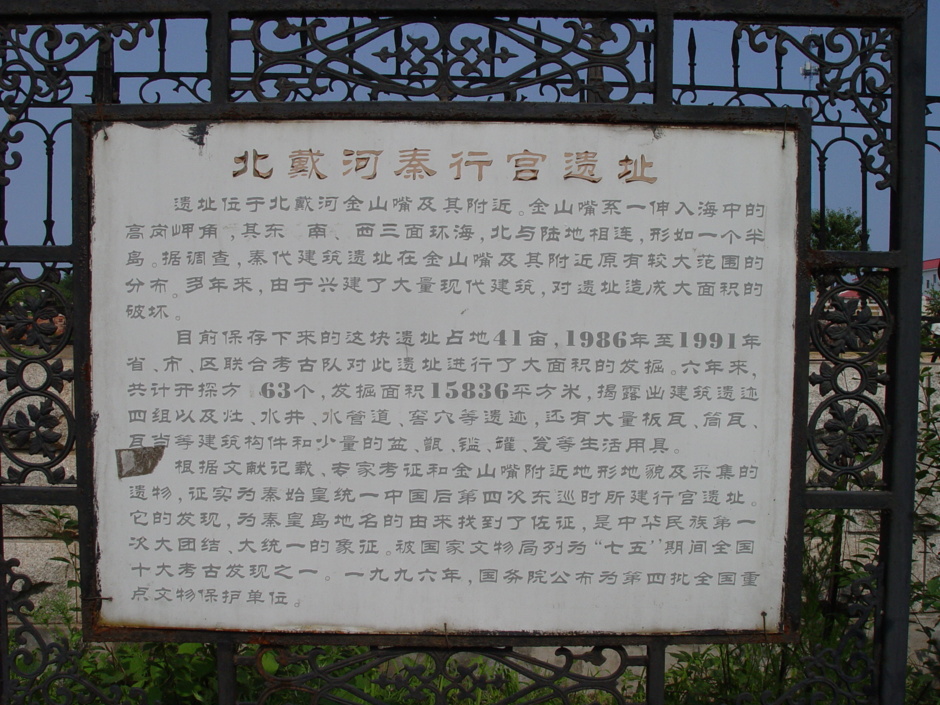 北戴河秦行宫遗址
遗址位于北戴河金山嘴及其附近。金山嘴系一伸入海中的
高岗岬角，其东 南、西三面环海，北与陆地相连，形如一个半
岛。据调查，秦代建筑遗址在金山嘴及其附近原有较大范围的
分布。多年来，由于兴建了大量现代建筑，对遗址造成大面积的
破坏。
目前保存下来的这块遗址占地41亩，1986年至1991年
省、市、区联合考古队对此遗址进行了大面积的发掘。六年来，
共计开探方 63个，发掘面积15836平方米，揭露出建筑遗迹
四组以及灶、水井、水管道、窖穴等遗迹，还有大量板瓦、筒瓦、
瓦当等建筑构件和少量的盆、甑、罐、瓮等生活用具。
根据文献记载、专家考证和金山嘴附近地形地貌及采集的
遗物，证实为秦始皇统一中国后第四次东巡时所建行宫遗址。
它的发现，为秦皇岛地名的由来找到了佐征，是中华民族第一
次大团结、大统一的象征。被国家文物局列为“七五”期间全国
十大考古发现之一。一九九六年，国务院公布为第四批全国重
点文物保护单位。